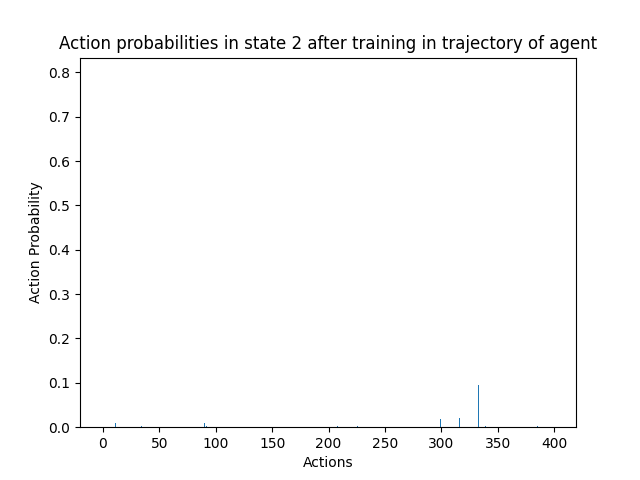 Action probabilities in state 2 after training in trajectory of agent
0.8
0.7
0.6
0.5
0.4
0.3
0.2
0.1
0.0
Action Probability
0 50 100 150 200 250 300 350 400
Actions